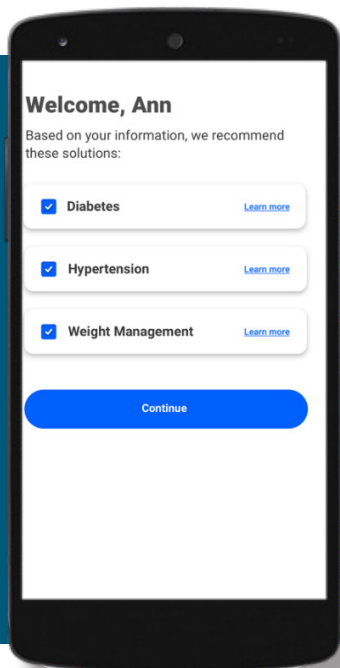 Welcome, Ann
Based on your information, we recommend
these solutions:
Diabetes Learn more
Hypertension Learn more
Weight Management Learn more
Continue